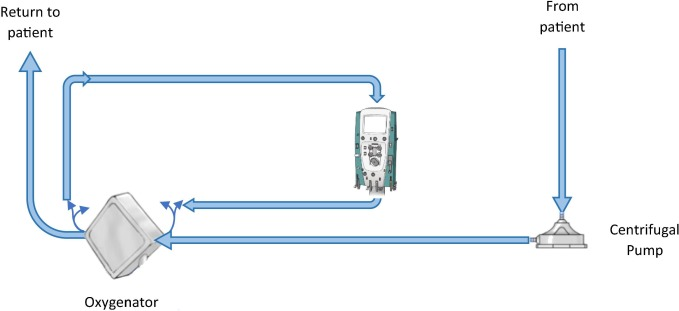 Return to
patient
From
patient
Centrifugal
Pump
Oxygenator